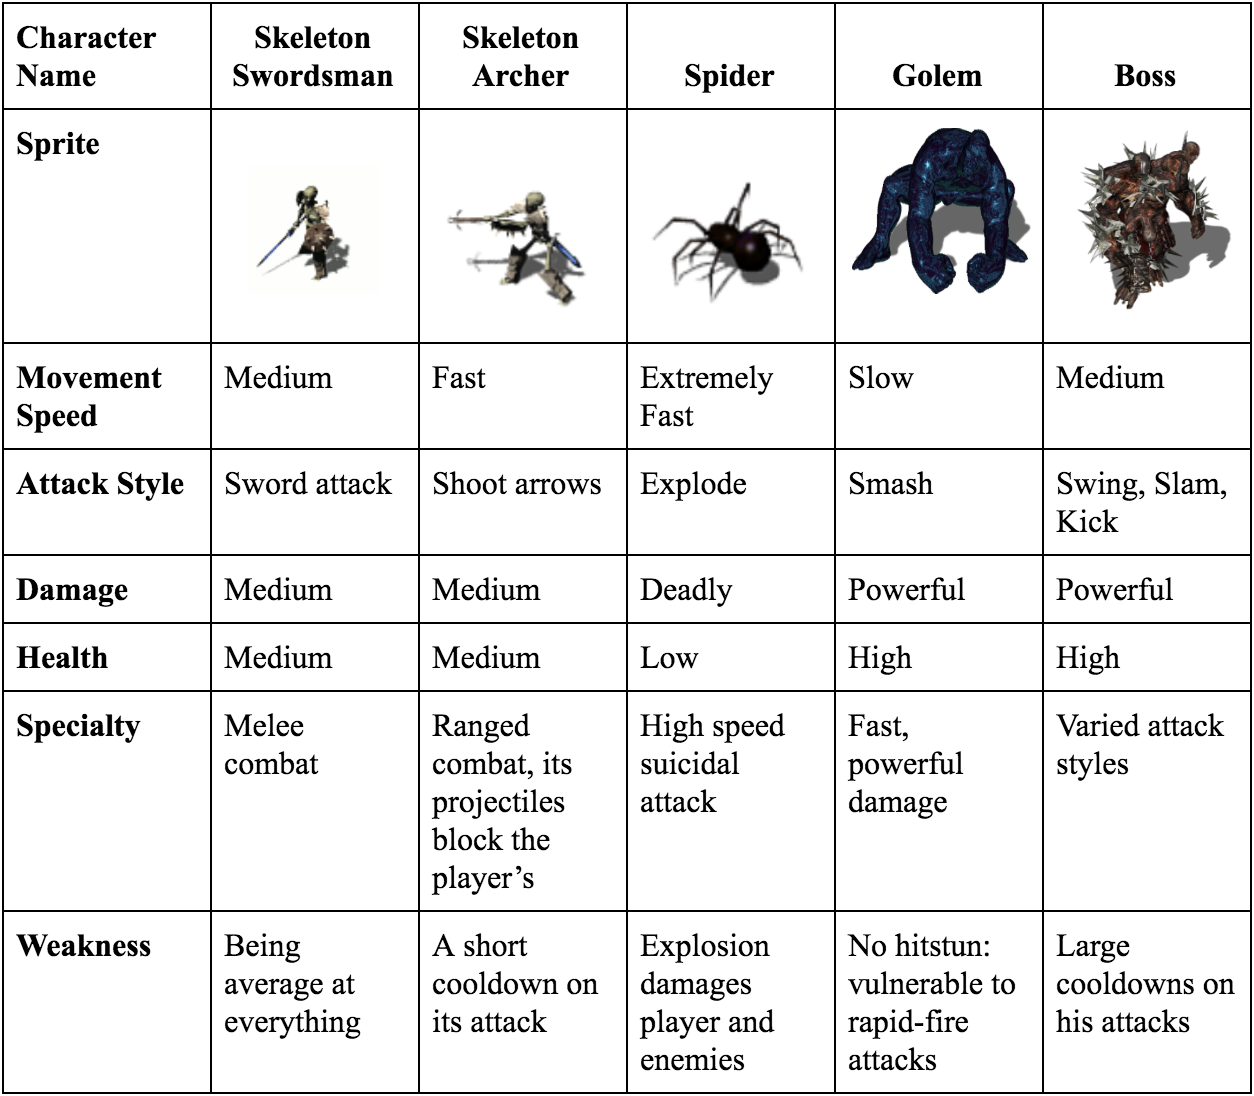 Character Name
Skeleton Swordsman
Skeleton Archer
Spider
Golem
Boss
Sprite
Movement Speed
Medium
Fast
Extremely Fast
Slow
Medium
Attack Style
Sword attack
Shoot arrows
Explode
Smash
Swing, Slam, Kick
Damage
Medium
Medium
Deadly
Powerful
Powerful
Health
Medium
Medium
Low
High
High
Specialty
Melee combat
Ranged combat, its projectiles block the player’s
High speed suicidal attack
Fast, powerful damage
Varied attack styles
Weakness
Being average at everything
A short cooldown on its attack
Explosion damages player and enemies
No hitstun: vulnerable to rapid-fire attacks
Large cooldowns on his attacks